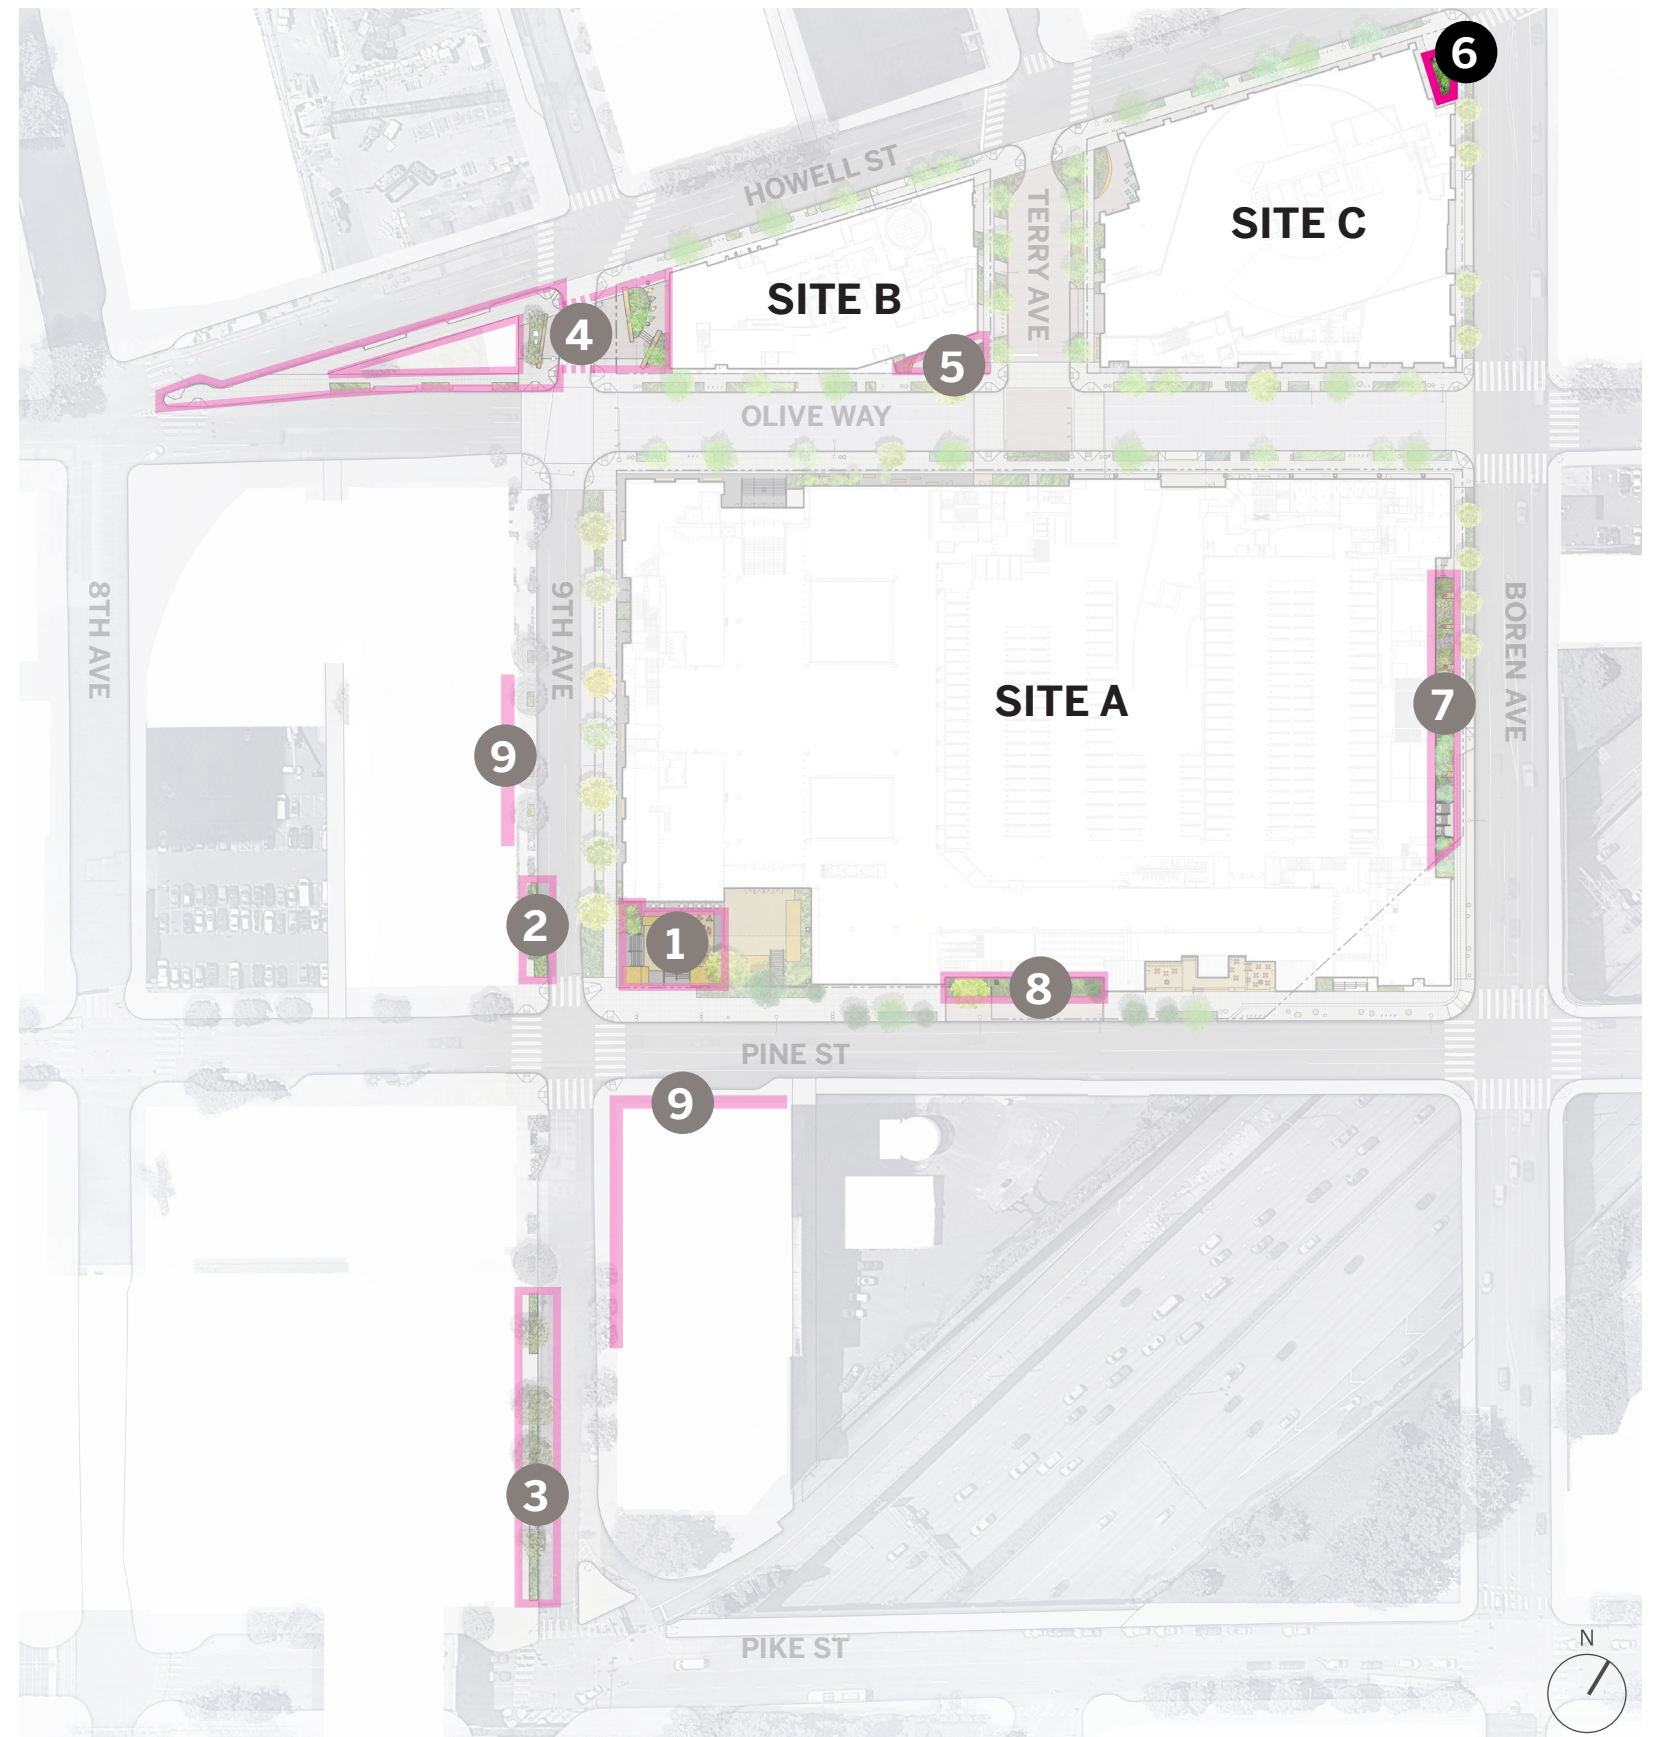 6
HOWELL ST
TERRY AVE
SITE C
SITE B
4
5
OLIVE WAY
8TH AVE
9TH AVE
BOREN AVE
SITE A
7
9
2
1
8
PINE ST
9
3
PIKE ST
N